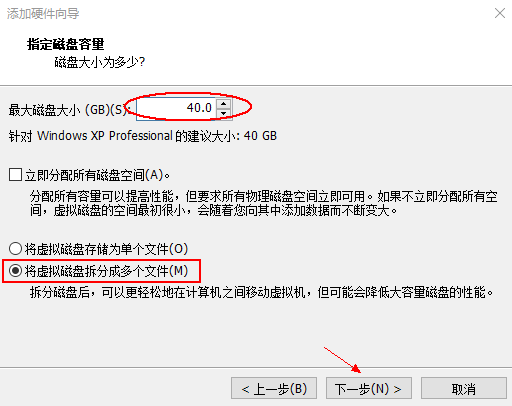 添加硬件向导
指定磁盘容量
磁盘大小为多少?
最大磁盘大小 (GB)(S): 40.0
针对 Windows XP Professional 的建议大小: 40 GB
立即分配所有磁盘空间(A)。
分配所有容量可以提高性能，但要求所有物理磁盘空间立即可用。如果不立即分配所有空
间，虚拟磁盘的空间最初很小，会随着您向其中添加数据而不断变大。
将虚拟磁盘存储为单个文件(O)
将虚拟磁盘拆分成多个文件(M)
拆分磁盘后，可以更轻松地在计算机之间移动虚拟机，但可能会降低大容量磁盘的性能。
< 上一步(B) 下一步(N) > 取消